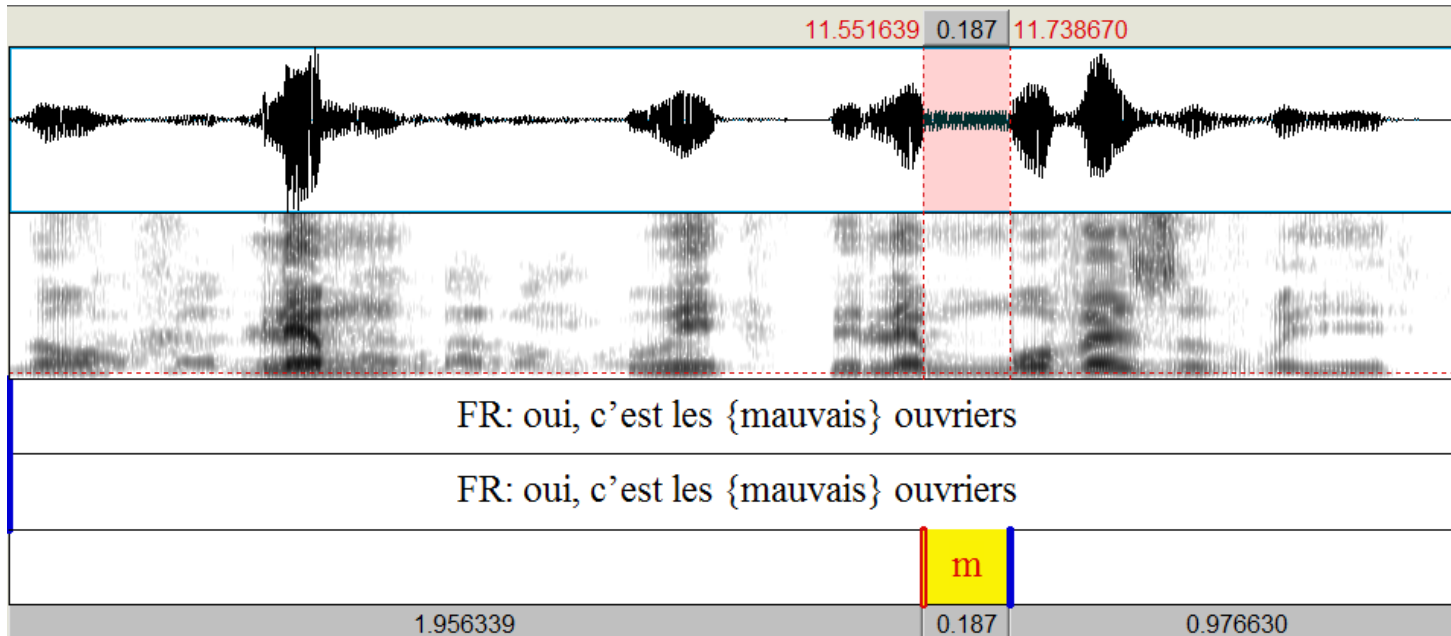 11.551639 0.187 11.738670
FR: oui, c’est les {mauvais} ouvriers
FR: oui, c’est les {mauvais} ouvriers
m
1.956339 0.187 0.976630